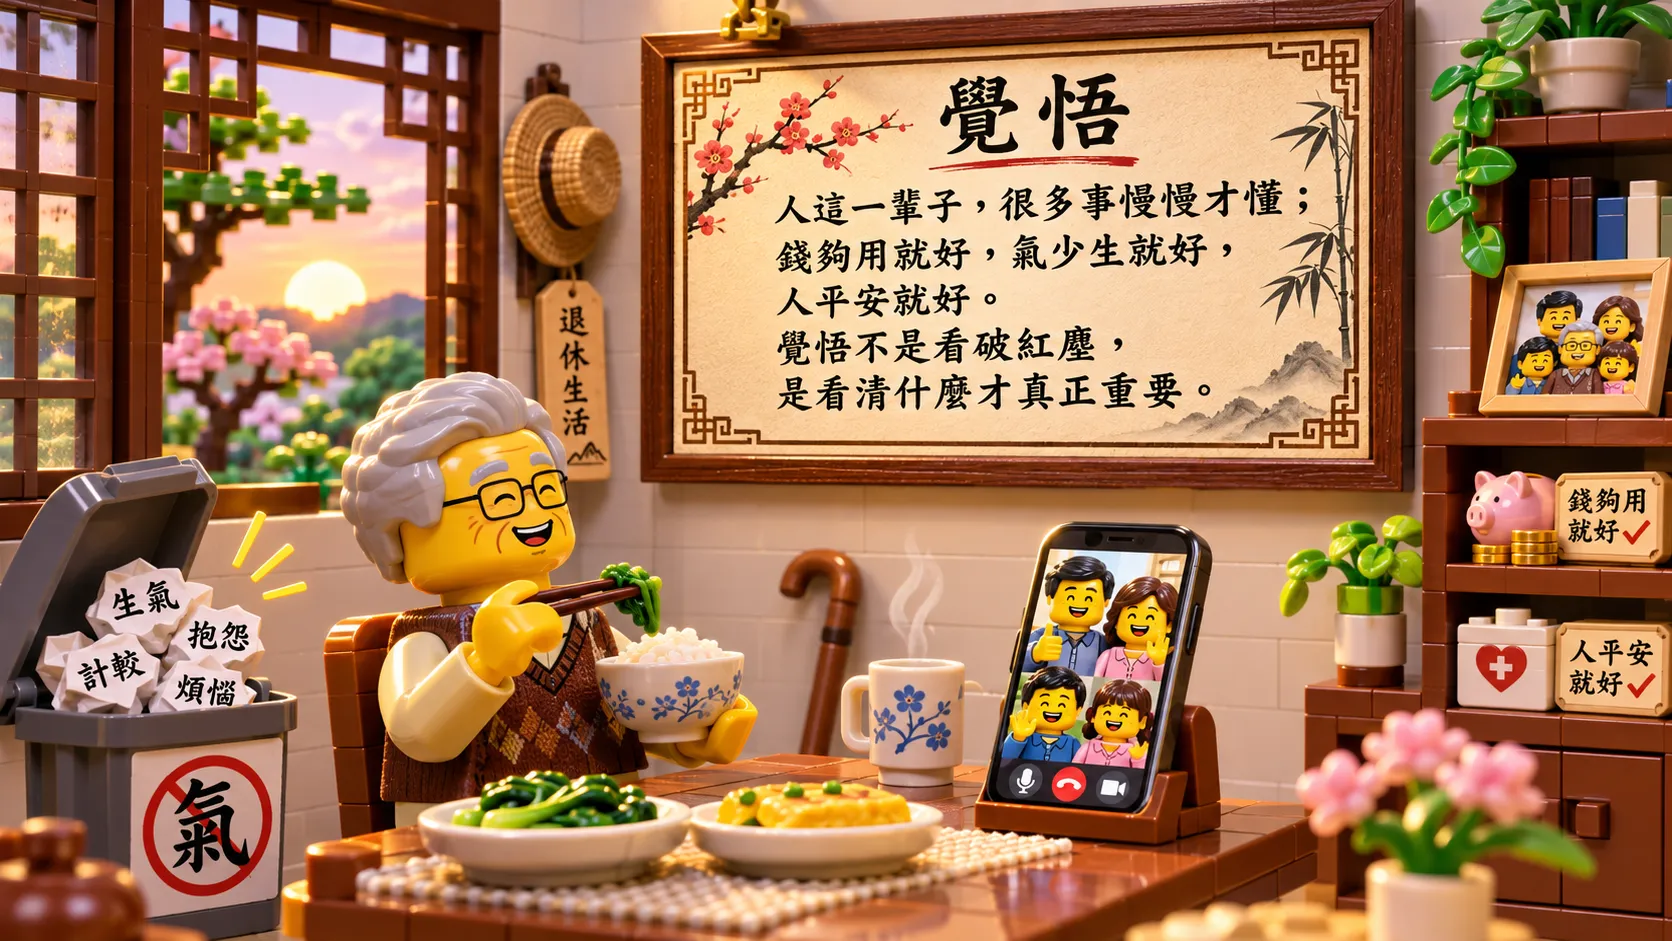 覺悟
人這一輩子，很多事慢慢才懂；
錢夠用就好，氣少生就好，
人平安就好。
覺悟不是看破紅塵，
是看清什麼才真正重要。
退休生活
生氣
抱怨
計較
煩惱
氣
錢夠用
就好✓
人平安
就好✓